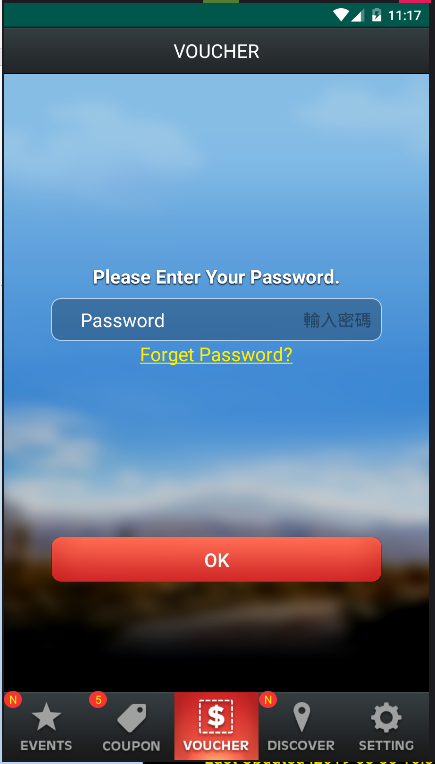 11:17
VOUCHER
Please Enter Your Password.
Password 輸入密碼
Forget Password?
OK
N 5 N
EVENTS COUPON VOUCHER DISCOVER SETTING